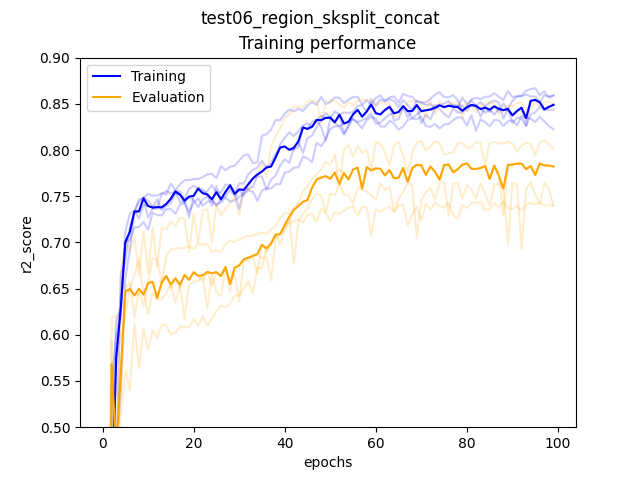 test06_region_sksplit_concat
Training performance
Training
Evaluation
r2_score
0.90
0.85
0.80
0.75
0.70
0.65
0.60
0.55
0.50
0 20 40 60 80 100
epochs